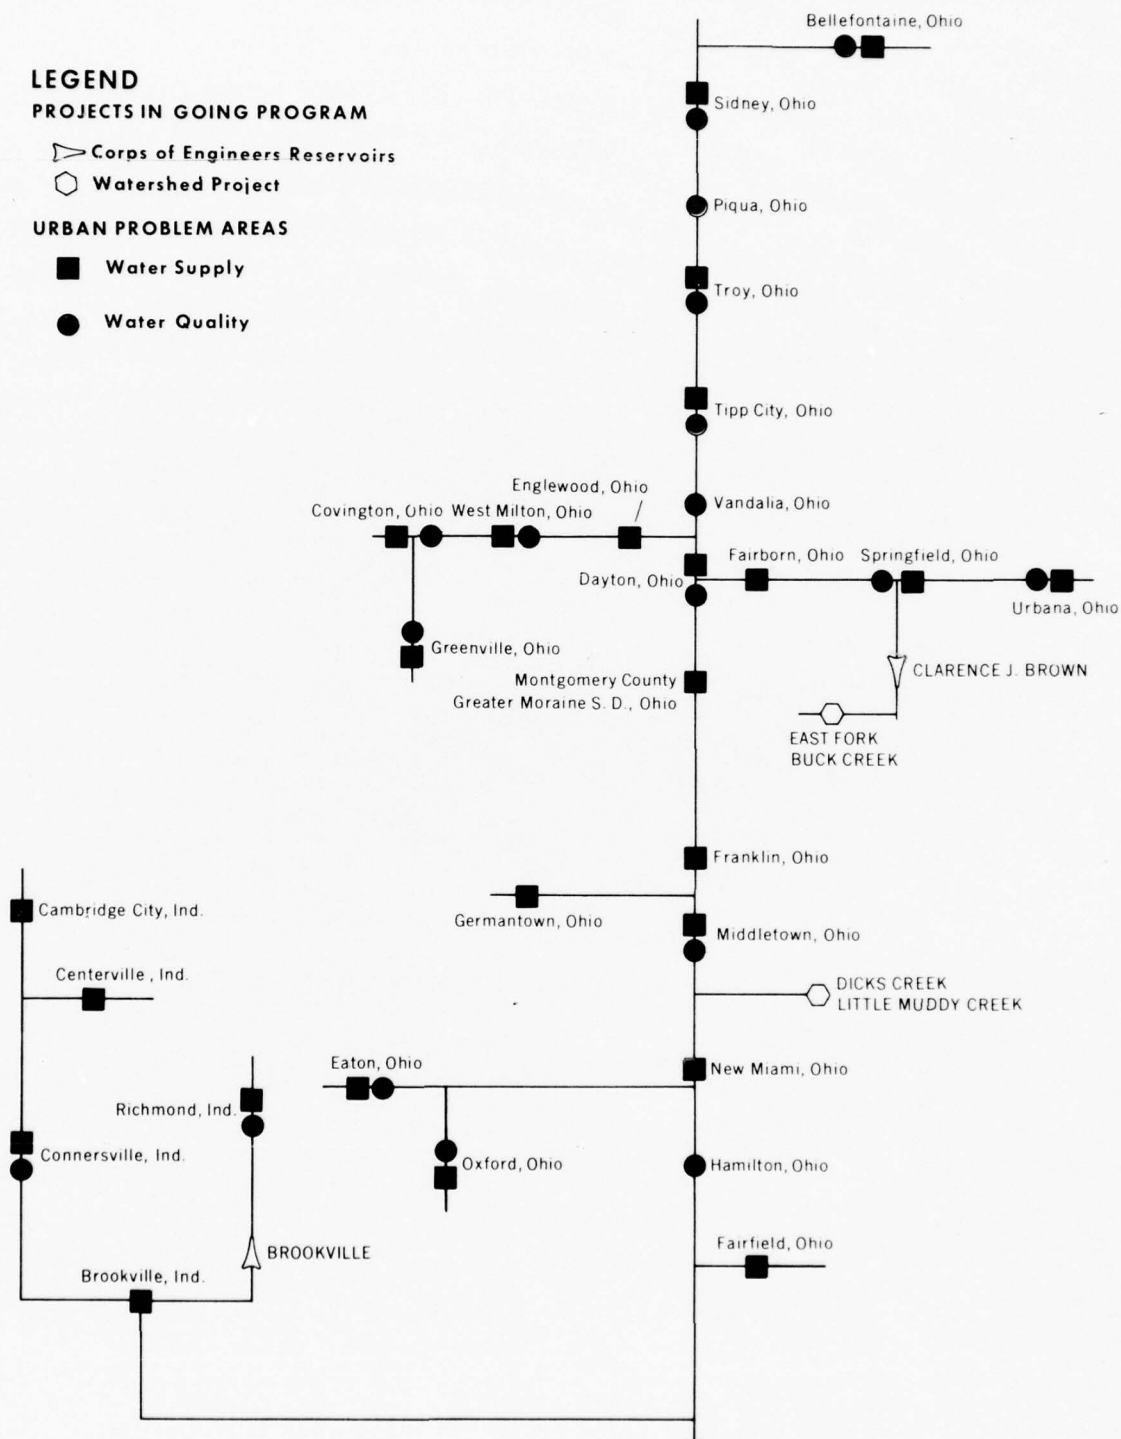 Bellefontaine, Ohio
LEGEND
PROJECTS IN GOING PROGRAM
Corps of Engineers Reservoirs
Watershed Project
URBAN PROBLEM AREAS
Water Supply
Water Quality
Sidney, Ohio
Piqua, Ohio
Troy, Ohio
Tipp City, Ohio
Englewood, Ohio
Covington, Ohio West Milton, Ohio
Vandalia, Ohio
Fairborn, Ohio Springfield, Ohio
Dayton, Ohio
Urbana, Ohio
Greenville, Ohio
CLARENCE J. BROWN
Montgomery County
Greater Moraine S. D., Ohio
EAST FORK
BUCK CREEK
Franklin, Ohio
Cambridge City, Ind.
Germantown, Ohio
Middletown, Ohio
Centerville, Ind.
DICKS CREEK
LITTLE MUDDY CREEK
Eaton, Ohio
New Miami, Ohio
Richmond, Ind.
Connersville, Ind.
Oxford, Ohio
Hamilton, Ohio
Fairfield, Ohio
BROOKVILLE
Brookville, Ind.